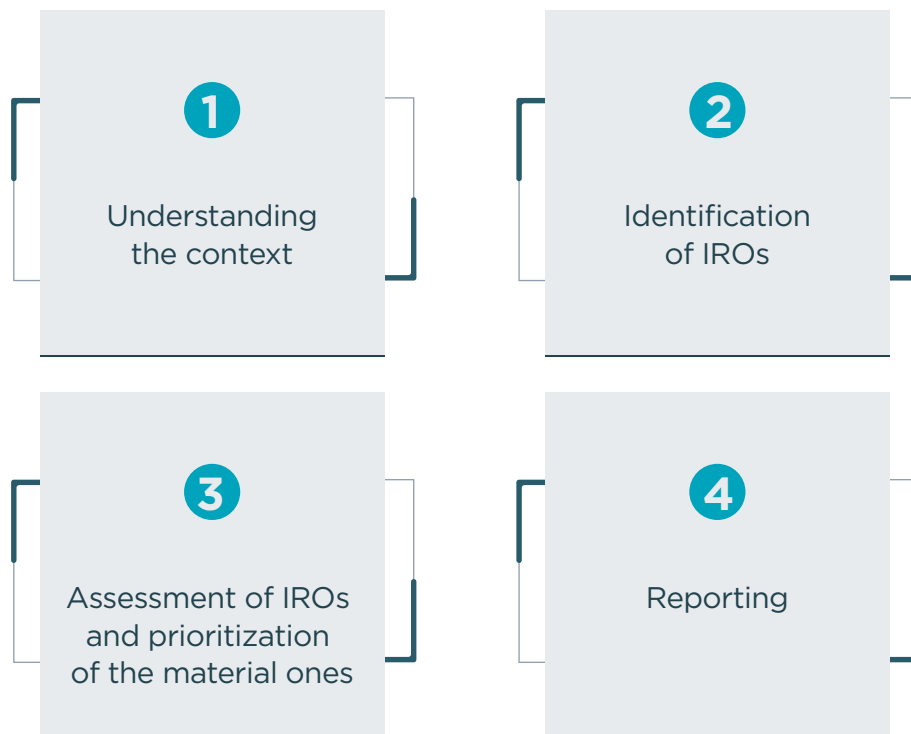 1
Understanding
the context
2
Identification
of IROs
3
Assessment of IROs
and prioritization
of the material ones
4
Reporting